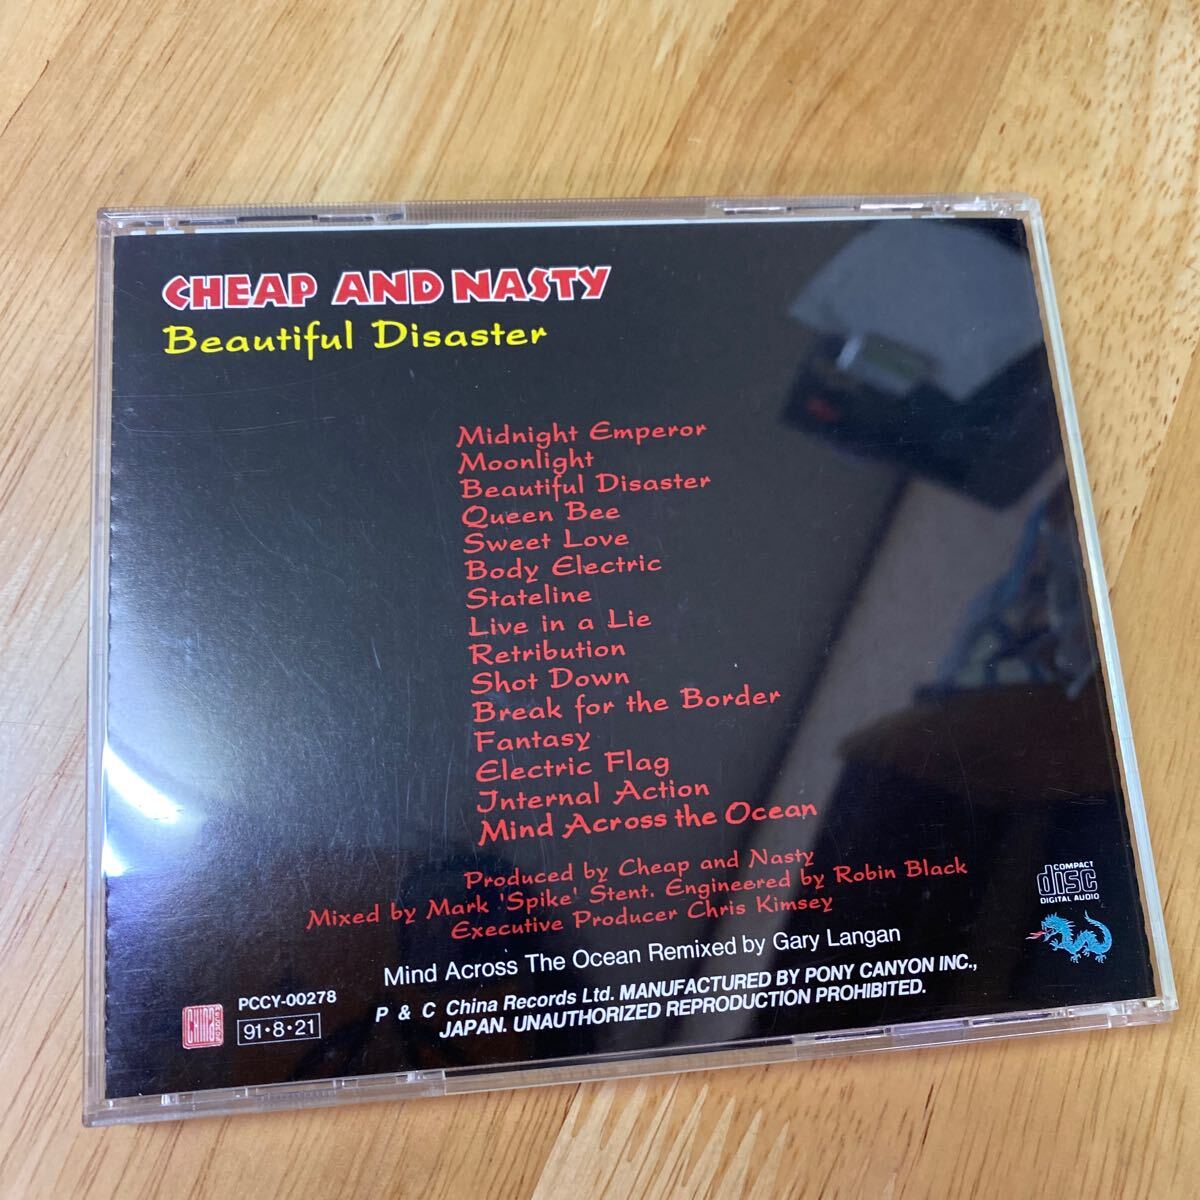 CHEAP AND NASTY
Beautiful Disaster
Midnight Emperor
Moonlight
Beautiful Disaster
Queen Bee
Sweet Love
Body Electric
Stateline
Live in a Lie
Retribution
Shot Down
Break for the Border
Fantasy
Electric Flag
Internal Action
Mind Across the Ocean
Produced by Cheap and Nasty
Mixed by Mark 'Spike' Stent. Engineered by Robin Black
Executive Producer Chris Kimsey
Mind Across The Ocean Remixed by Gary Langan
P & C China Records Ltd. MANUFACTURED BY PONY CANYON INC.,
JAPAN. UNAUTHORIZED REPRODUCTION PROHIBITED.
China
PCCY-00278
91・8・21
COMPACT
disc
DIGITAL AUDIO